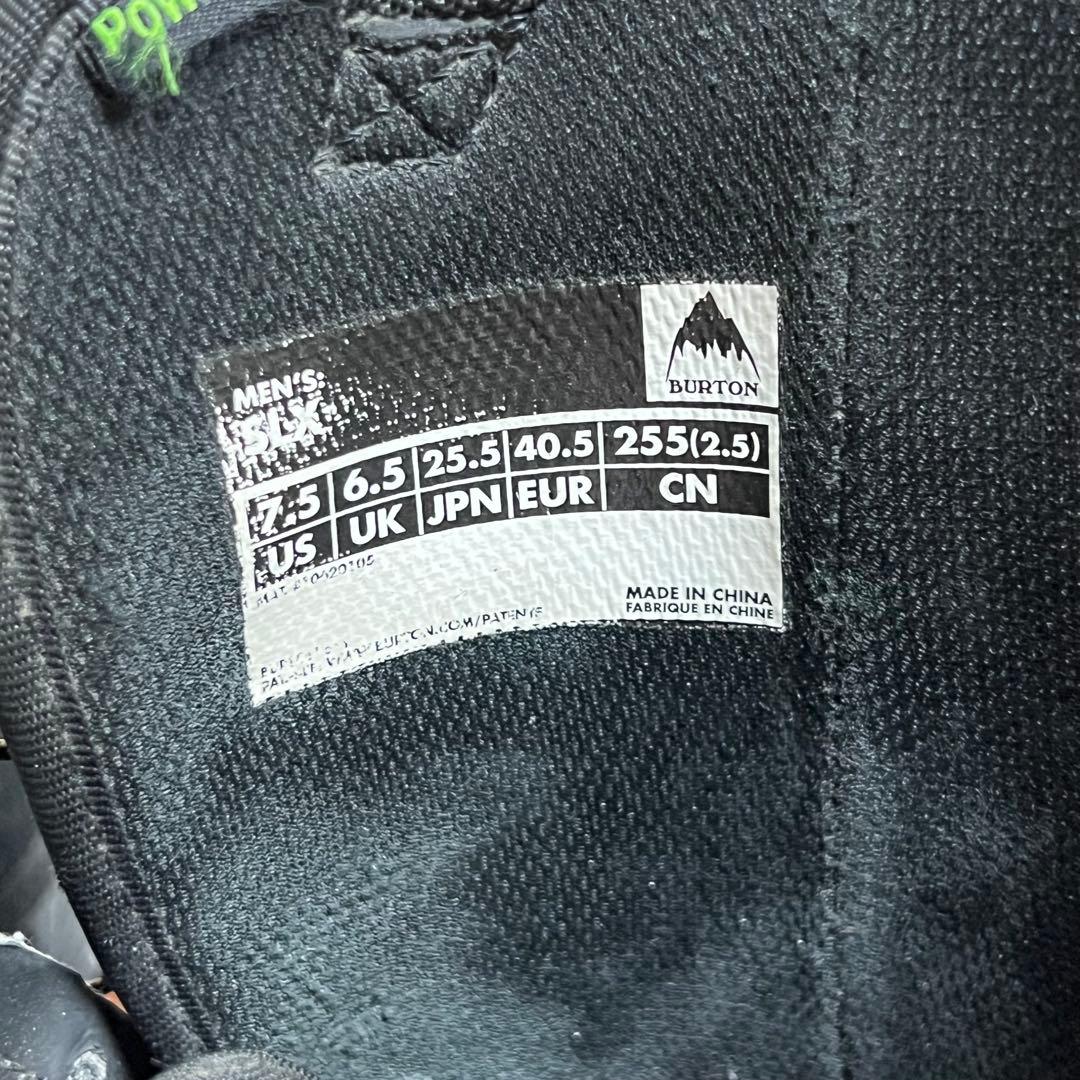 POW
BURTON
MEN'S:
SLX
7.5 6.5 25.5 40.5 255(2.5)
US UK JPN EUR CN
MADE IN CHINA
FABRIQUE EN CHINE